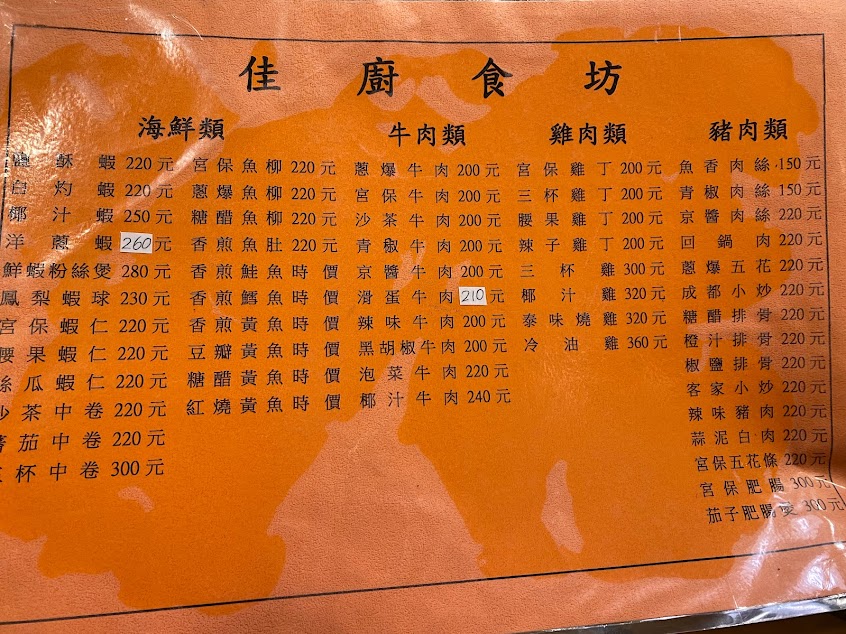 佳廚食坊
海鮮類
鹽酥蝦 220元
白灼蝦 220元
椰汁蝦 250元
洋蔥蝦 260元
鮮蝦粉絲煲 280元
鳳梨蝦球 230元
宮保蝦仁 220元
腰果蝦仁 220元
絲瓜蝦仁 220元
沙茶中卷 220元
蕃茄中卷 220元
三杯中卷 300元
宮保魚柳 220元
蔥爆魚柳 220元
糖醋魚柳 220元
香煎魚肚 220元
香煎鮭魚時價
香煎鱈魚時價
香煎黃魚時價
豆瓣黃魚時價
糖醋黃魚時價
紅燒黃魚時價
牛肉類
蔥爆牛肉 200元
宮保牛肉 200元
沙茶牛肉 200元
青椒牛肉 200元
京醬牛肉 200元
滑蛋牛肉 210元
辣味牛肉 200元
黑胡椒牛肉 200元
泡菜牛肉 220元
椰汁牛肉 240元
雞肉類
宮保雞丁 200元
三杯雞丁 200元
腰果雞丁 200元
辣子雞丁 200元
三杯雞 300元
椰汁雞 320元
泰味燒雞 320元
冷油雞 360元
豬肉類
魚香肉絲 150元
青椒肉絲 150元
京醬肉絲 220元
回鍋肉 220元
蔥爆五花 220元
成都小炒 220元
糖醋排骨 220元
橙汁排骨 220元
椒鹽排骨 220元
客家小炒 220元
辣味豬肉 220元
蒜泥白肉 220元
宮保五花條 220元
宮保肥腸 300元
茄子肥腸煲 300元